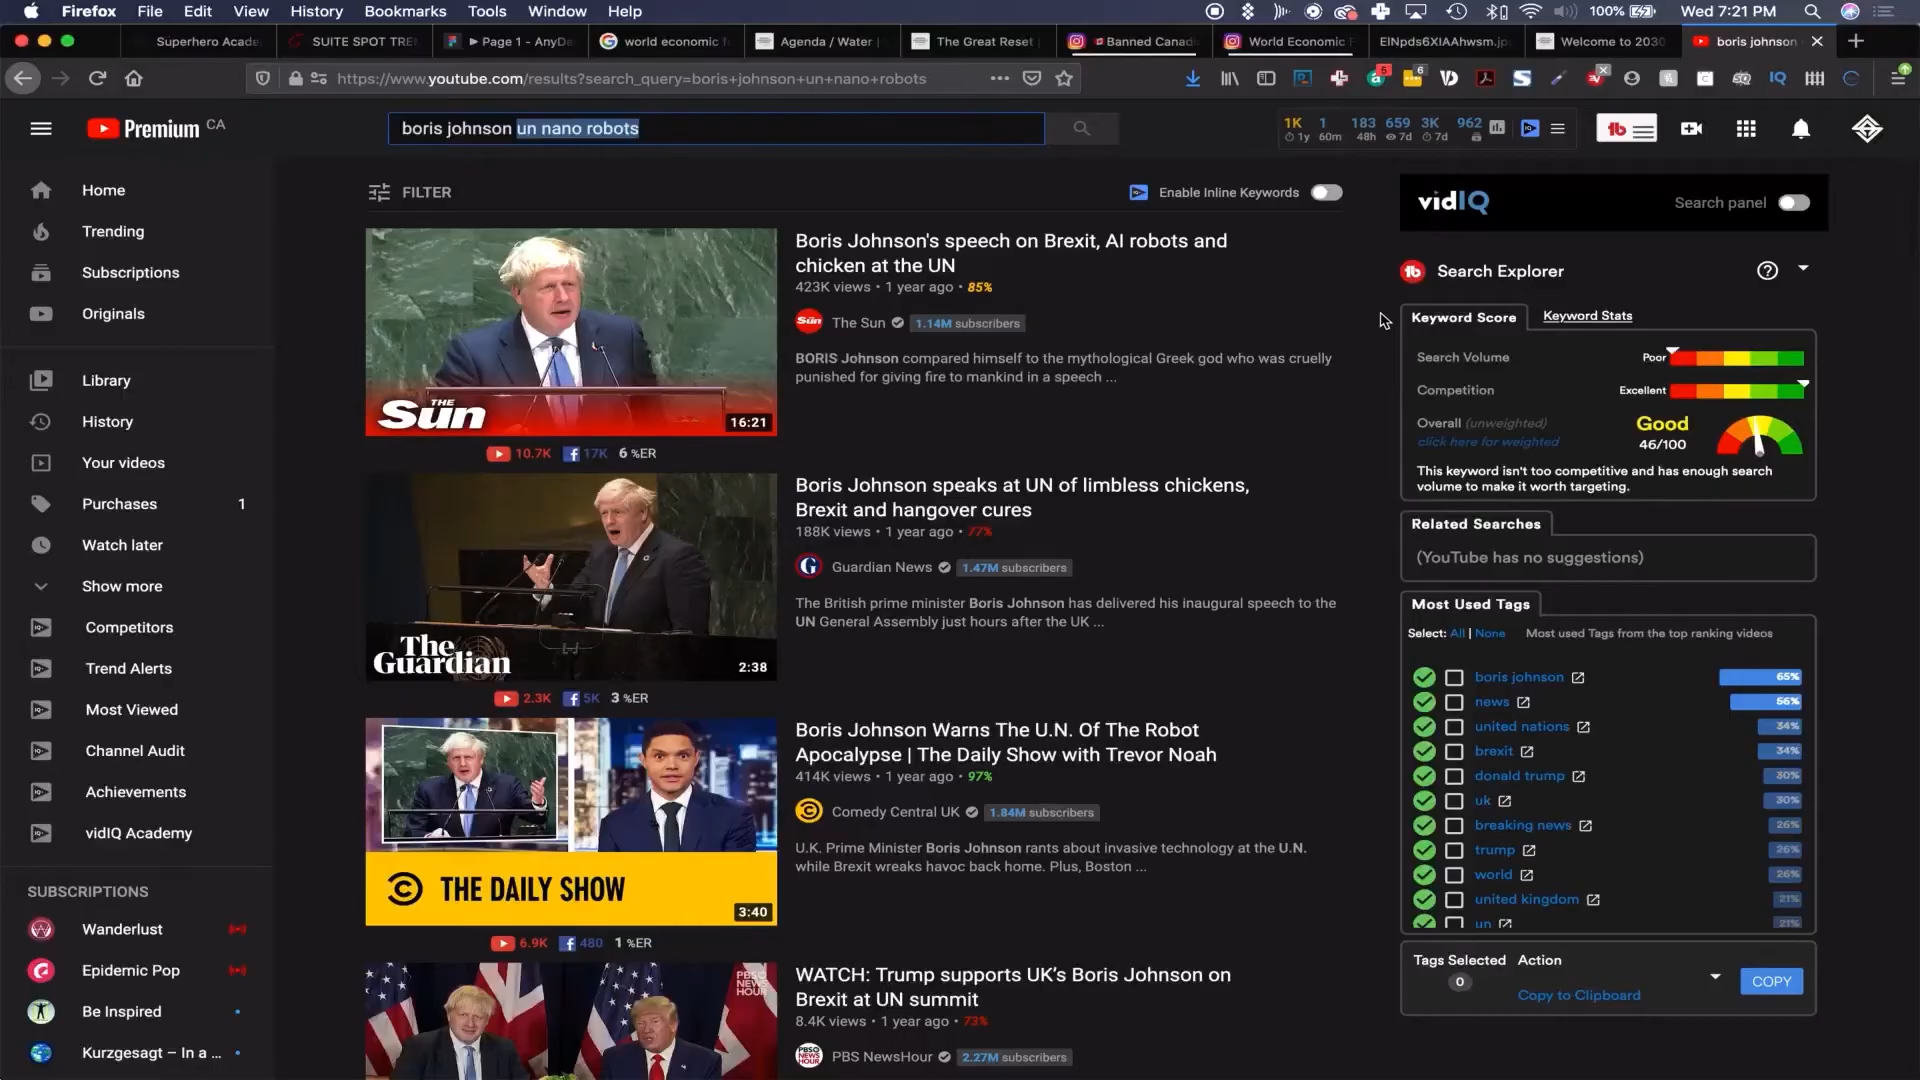 Firefox File Edit View History Bookmarks Tools Window Help 100% Wed 7:21 PM
Superhero Acade SUITE SPOT TRE ► Page 1 - AnyDe world economic f Agenda / Water | The Great Reset | Banned Canadi World Economic F ElNpds6XIAAhwsm.jp Welcome to 2030 boris johnson
https://www.youtube.com/results?search_query=boris+johnson+un+nano+robots
Premium CA
boris johnson un nano robots
1K 1 183 659 3K 962
1y 60m 48h 7d 7d
Home
Trending
Subscriptions
Originals
Library
History
Your videos
Purchases 1
Watch later
Show more
Competitors
Trend Alerts
Most Viewed
Channel Audit
Achievements
vidIQ Academy
SUBSCRIPTIONS
Wanderlust
Epidemic Pop
Be Inspired
Kurzgesagt – In a ...
FILTER
Enable Inline Keywords
THE Sun
16:21
10.7K 17K 6 %ER
Boris Johnson's speech on Brexit, AI robots and
chicken at the UN
423K views • 1 year ago • 85%
The Sun 1.14M subscribers
BORIS Johnson compared himself to the mythological Greek god who was cruelly
punished for giving fire to mankind in a speech ...
The Guardian
2:38
2.3K 5K 3 %ER
Boris Johnson speaks at UN of limbless chickens,
Brexit and hangover cures
188K views • 1 year ago • 77%
Guardian News 1.47M subscribers
The British prime minister Boris Johnson has delivered his inaugural speech to the
UN General Assembly just hours after the UK ...
THE DAILY SHOW
3:40
6.9K 480 1 %ER
Boris Johnson Warns The U.N. Of The Robot
Apocalypse | The Daily Show with Trevor Noah
414K views • 1 year ago • 97%
Comedy Central UK 1.84M subscribers
U.K. Prime Minister Boris Johnson rants about invasive technology at the U.N.
while Brexit wreaks havoc back home. Plus, Boston ...
PBS NEWS HOUR
WATCH: Trump supports UK's Boris Johnson on
Brexit at UN summit
8.4K views • 1 year ago • 73%
PBS NewsHour 2.27M subscribers
vidIQ Search panel
Search Explorer
Keyword Score Keyword Stats
Search Volume Poor
Competition Excellent
Overall (unweighted) Good
click here for weighted 46/100
This keyword isn't too competitive and has enough search
volume to make it worth targeting.
Related Searches
(YouTube has no suggestions)
Most Used Tags
Select: All | None Most used Tags from the top ranking videos
boris johnson 65%
news 56%
united nations 34%
brexit 34%
donald trump 30%
uk 30%
breaking news 26%
trump 26%
world 26%
united kingdom 21%
un 21%
Tags Selected Action
0 Copy to Clipboard COPY